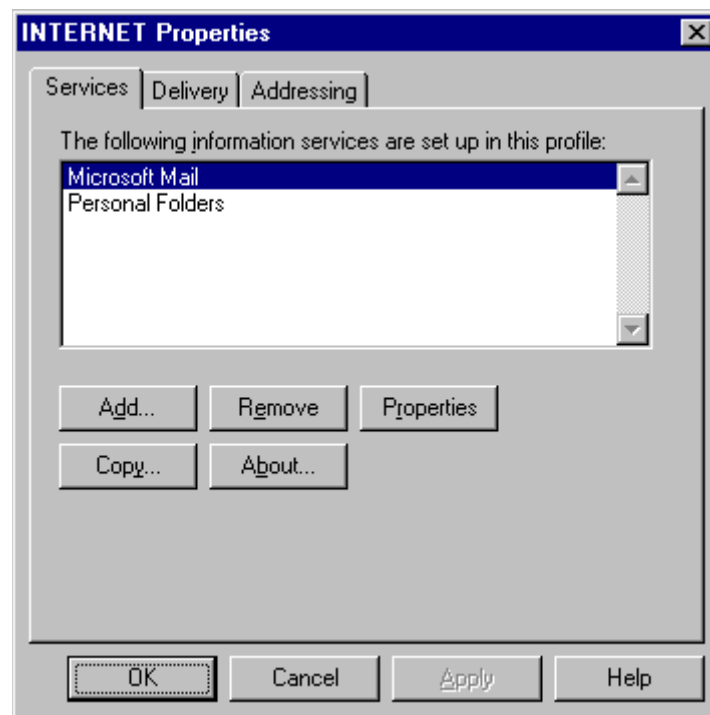 INTERNET Properties
Services Delivery Addressing
The following information services are set up in this profile:
Microsoft Mail
Personal Folders
Add... Remove Properties
Copy... About...
OK Cancel Apply Help